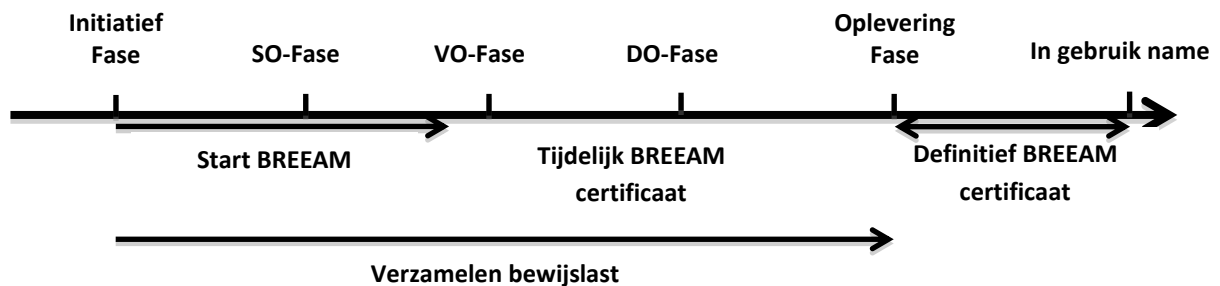 Initiatief
Fase
SO-Fase
VO-Fase
DO-Fase
Oplevering
Fase
In gebruik name
Start BREEAM
Tijdelijk BREEAM
certificaat
Definitief BREEAM
certificaat
Verzamelen bewijslast